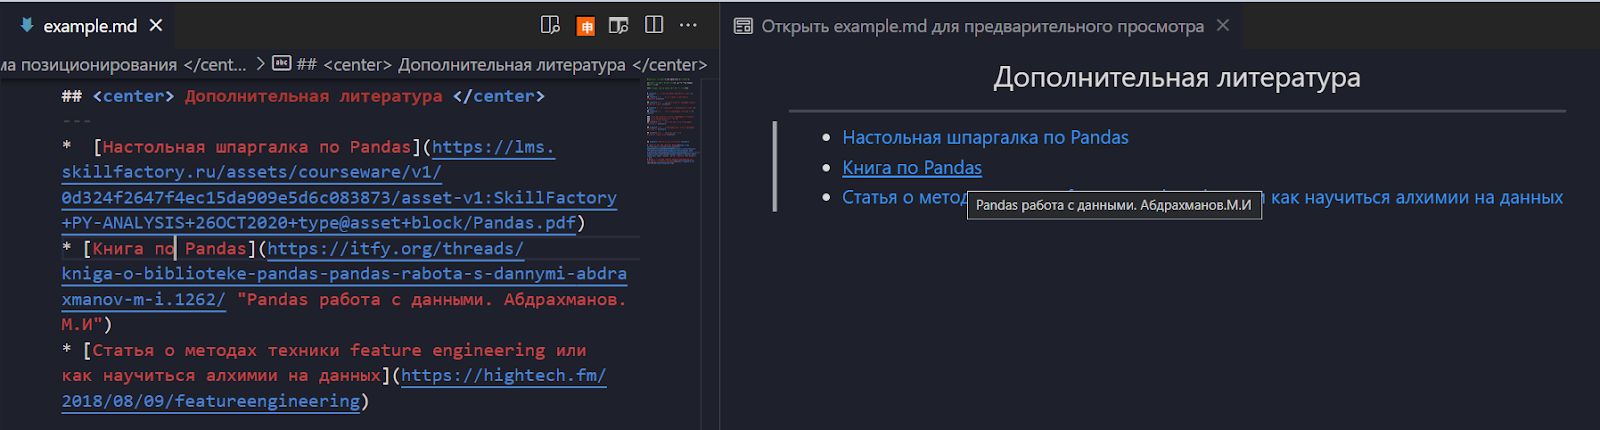 example.md
ма позиционирования </cent... > ## <center> Дополнительная литература </center>
## <center> Дополнительная литература </center>
---
* [Настольная шпаргалка по Pandas](https://lms.
skillfactory.ru/assets/courseware/v1/
0d324f2647f4ec15da909e5d6c083873/asset-v1:SkillFactory
+PY-ANALYSIS+26OCT2020+type@asset+block/Pandas.pdf)
* [Книга по Pandas](https://itfy.org/threads/
kniga-o-biblioteke-pandas-pandas-rabota-s-dannymi-abdra
xmanov-m-i.1262/ "Pandas работа с данными. Абдрахманов.
М.И")
* [Статья о методах техники feature engineering или
как научиться алхимии на данных](https://hightech.fm/
2018/08/09/featureengineering)
Открыть example.md для предварительного просмотра
Дополнительная литература
• Настольная шпаргалка по Pandas
• Книга по Pandas
• Статья о метод и как научиться алхимии на данных
Pandas работа с данными. Абдрахманов.М.И